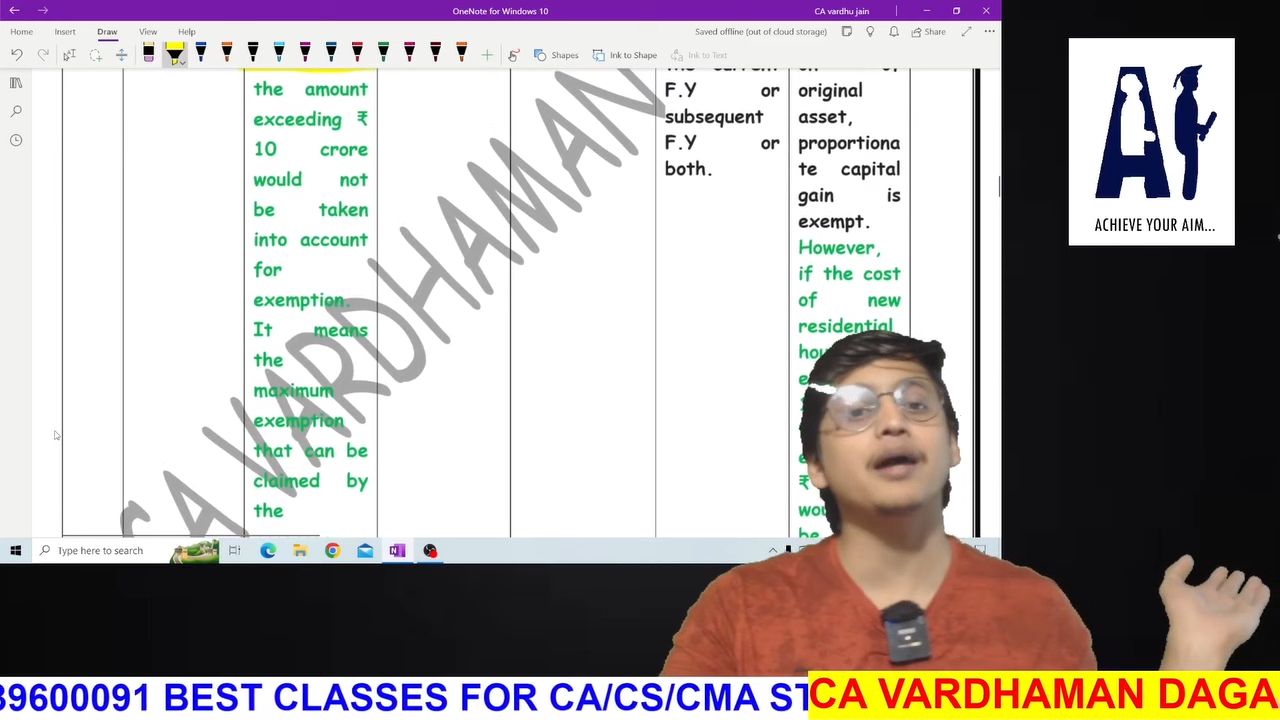 OneNote for Windows 10
CA vardhu jain
Home Insert Draw View Help
Saved offline (out of cloud storage)
Share
Shapes
Ink to Shape
Ink to Text
the amount
exceeding ₹
10 crore
would not
be taken
into account
for
exemption.
It means
the
maximum
exemption
that can be
claimed by
the
F.Y or
subsequent
F.Y or
both.
original
asset,
proportiona
te capital
gain is
exempt.
However,
if the cost
of new
residential
₹
CA VARDHAMAN
Type here to search
ACHIEVE YOUR AIM...
39600091 BEST CLASSES FOR CA/CS/CMA ST
CA VARDHAMAN DAGA